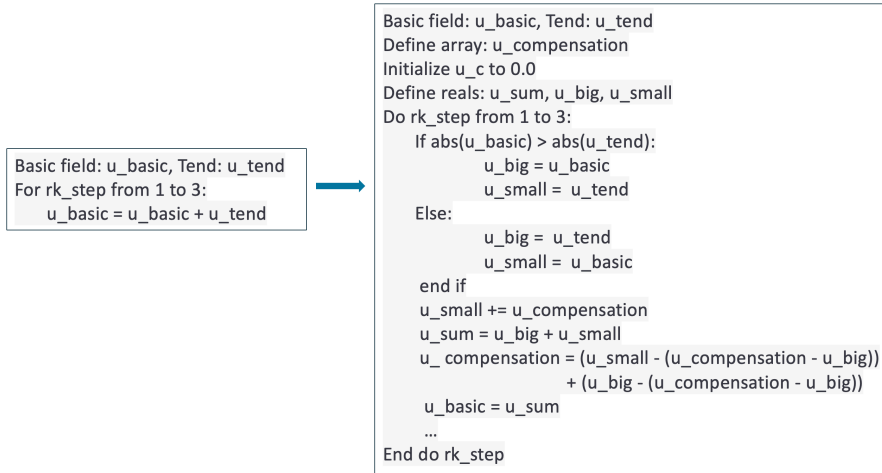 Basic field: u_basic, Tend: u_tend
For rk_step from 1 to 3:
u_basic = u_basic + u_tend
Basic field: u_basic, Tend: u_tend
Define array: u_compensation
Initialize u_c to 0.0
Define reals: u_sum, u_big, u_small
Do rk_step from 1 to 3:
If abs(u_basic) > abs(u_tend):
u_big = u_basic
u_small = u_tend
Else:
u_big = u_tend
u_small = u_basic
end if
u_small += u_compensation
u_sum = u_big + u_small
u_ compensation = (u_small - (u_compensation - u_big))
+ (u_big - (u_compensation - u_big))
u_basic = u_sum
...
End do rk_step